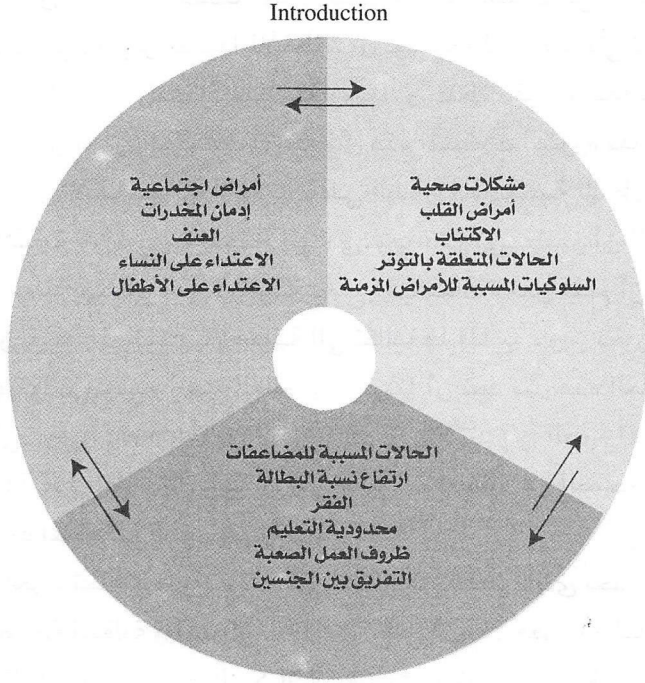 Introduction
مشكلات صحية
أمراض القلب
الاكتئاب
الحالات المتعلقة بالتوتر
السلوكيات المسببة للأمراض المزمنة
أمراض اجتماعية
إدمان المخدرات
العنف
الاعتداء على النساء
الاعتداء على الأطفال
الحالات المسببة للمضاعفات
ارتفاع نسبة البطالة
الفقر
محدودية التعليم
ظروف العمل الصعبة
التفريق بين الجنسين